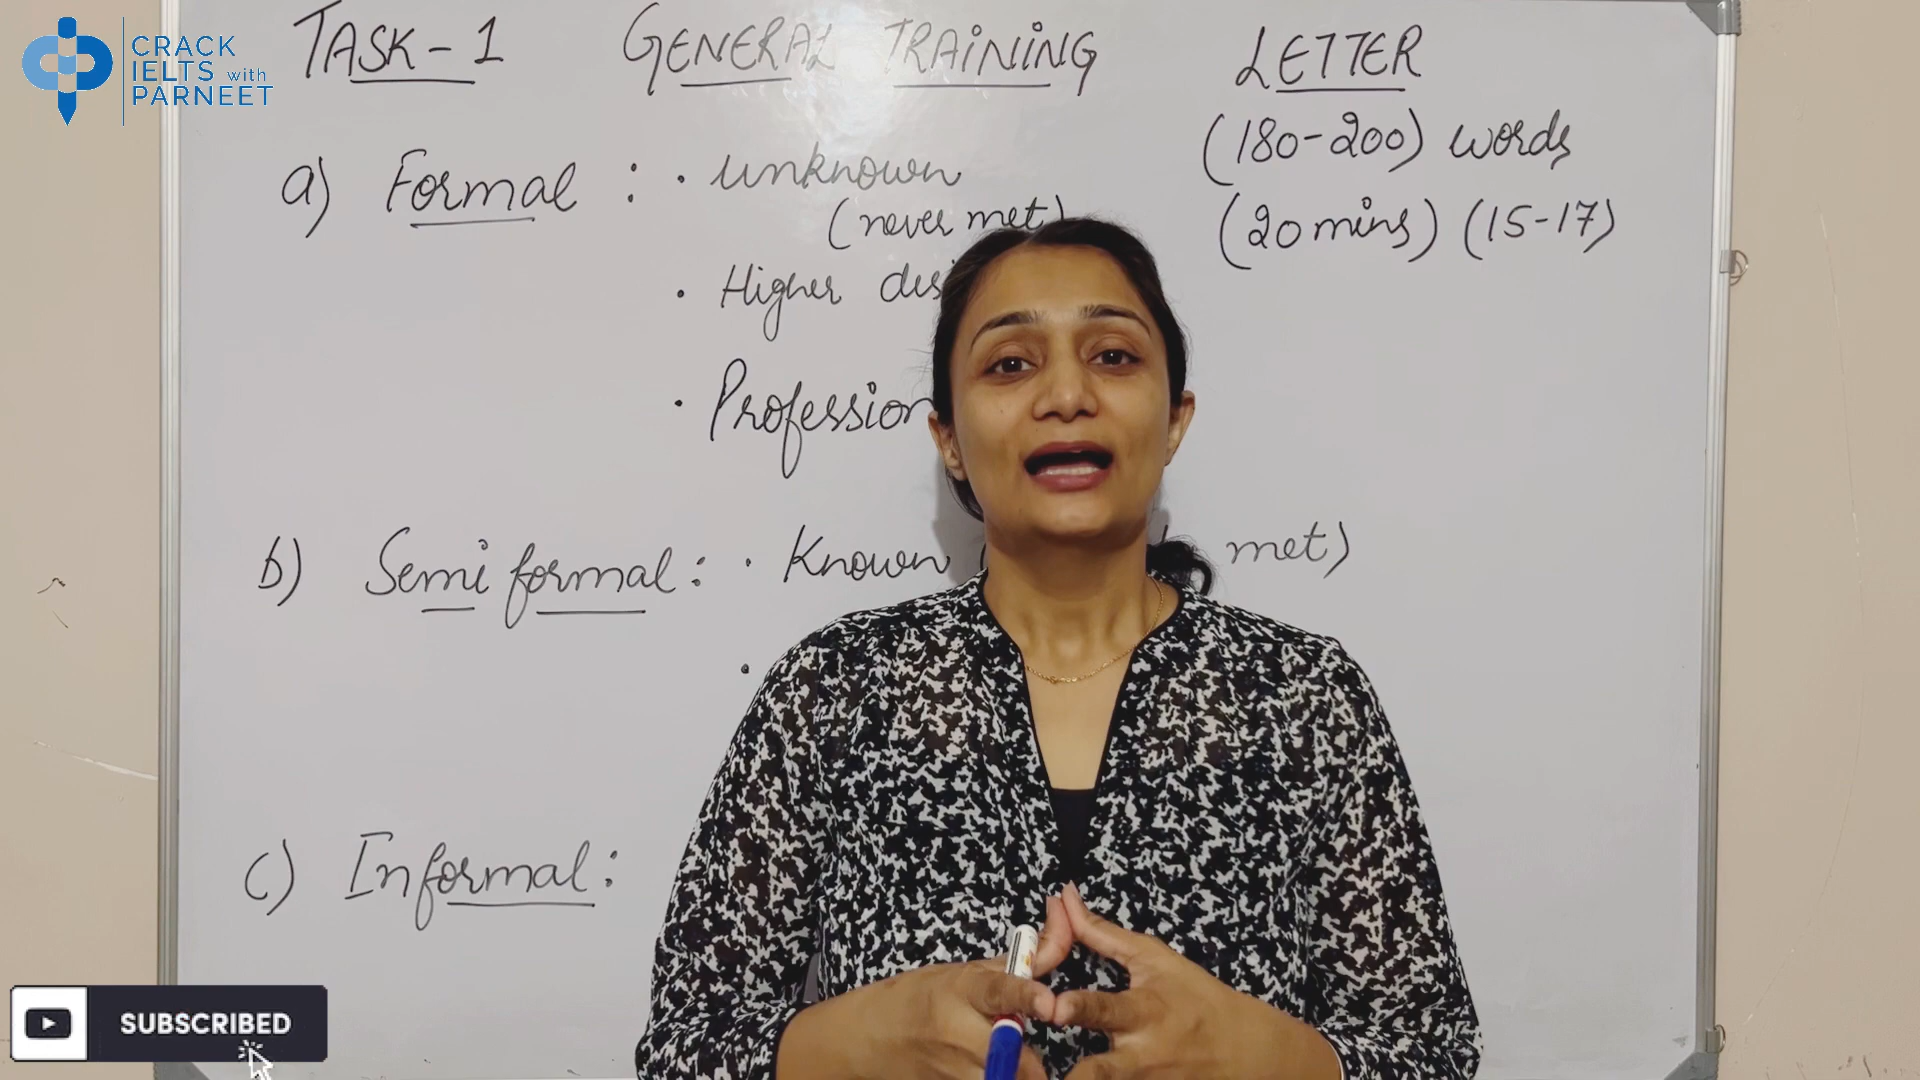 CRACK
IELTS with
PARNEET
TASK-1 GENERAL TRAINING LETTER
(180-200) words
(20 mins) (15-17)
a) Formal : • unknown
(never met)
• Higher
•
b) Semi formal : • Known met)
•
c) Informal :
SUBSCRIBED